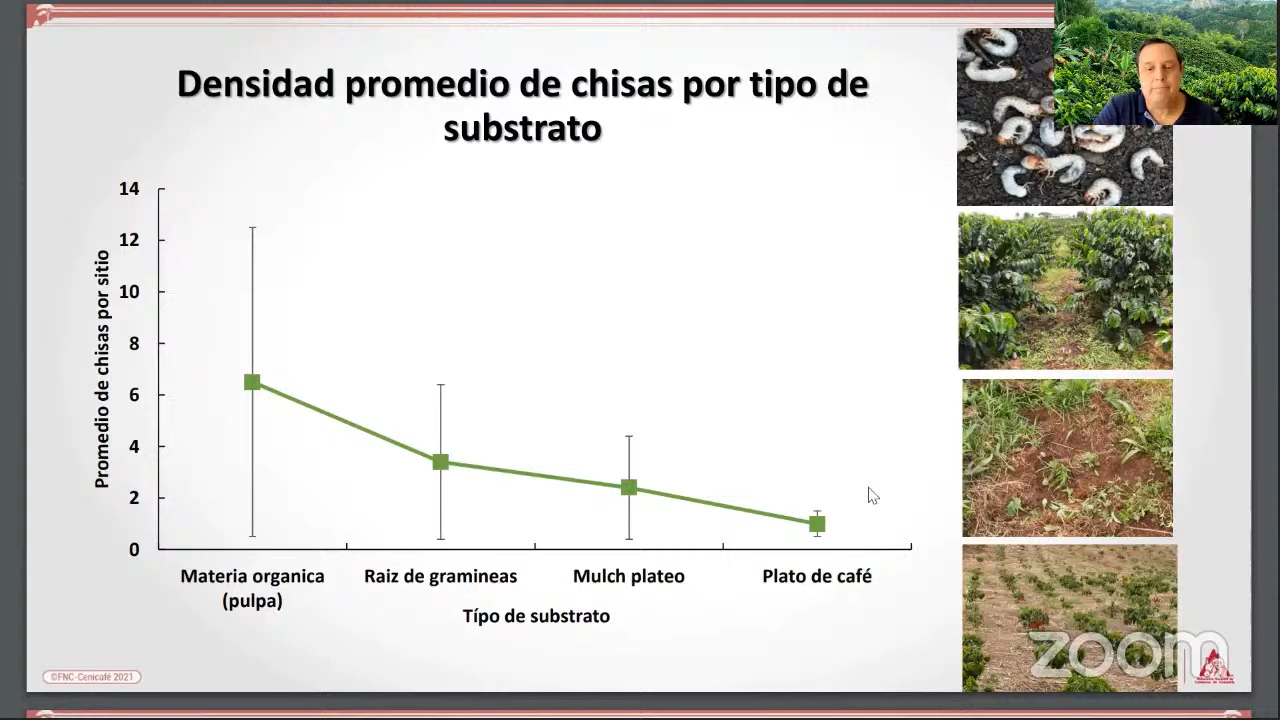 Densidad promedio de chisas por tipo de
substrato
14
12
10
8
6
4
2
0
Promedio de chisas por sitio
Materia organica
(pulpa)
Raiz de gramineas
Mulch plateo
Plato de café
Típo de substrato
©FNC-Cenicafé 2021
zoom